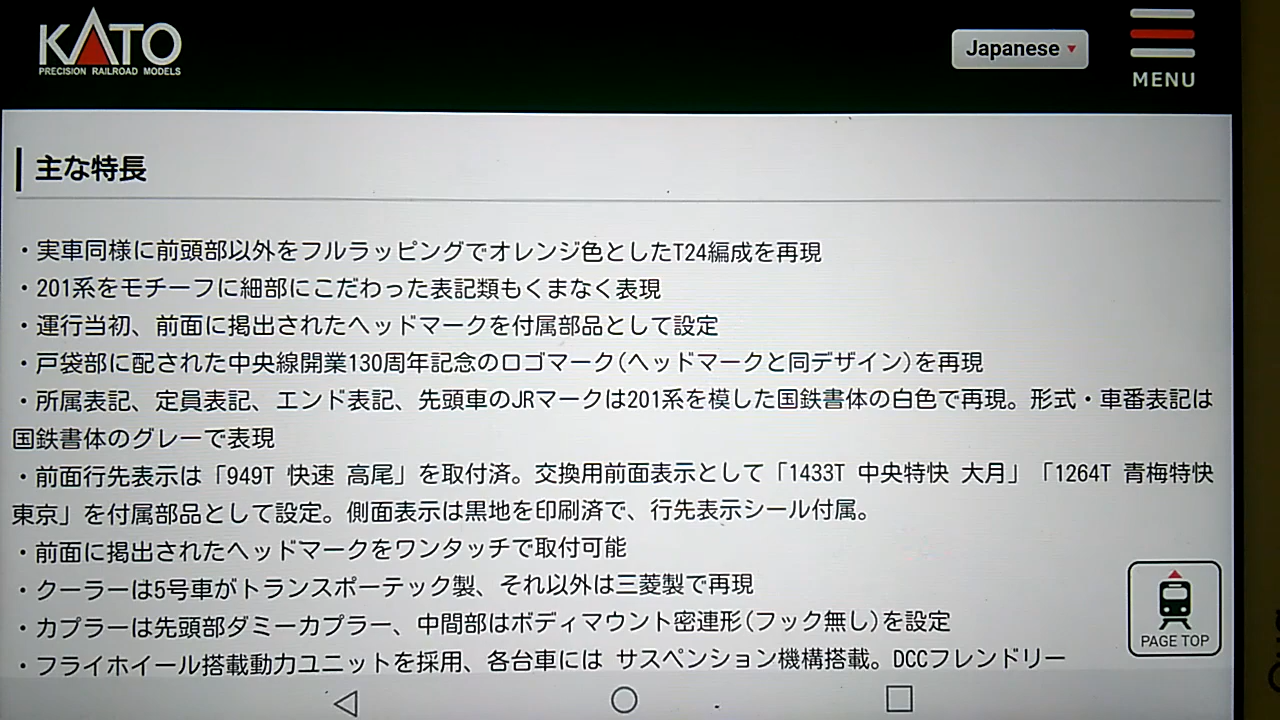 KATO
PRECISION RAILROAD MODELS
Japanese
MENU
主な特長
・実車同様に前頭部以外をフルラッピングでオレンジ色としたT24編成を再現
・201系をモチーフに細部にこだわった表記類もくまなく表現
・運行当初、前面に掲出されたヘッドマークを付属部品として設定
・戸袋部に配された中央線開業130周年記念のロゴマーク(ヘッドマークと同デザイン)を再現
・所属表記、定員表記、エンド表記、先頭車のJRマークは201系を模した国鉄書体の白色で再現。形式・車番表記は
国鉄書体のグレーで表現
・前面行先表示は「949T 快速 高尾」を取付済。交換用前面表示として「1433T 中央特快 大月」「1264T 青梅特快
東京」を付属部品として設定。側面表示は黒地を印刷済で、行先表示シール付属。
・前面に掲出されたヘッドマークをワンタッチで取付可能
・クーラーは5号車がトランスポーテック製、それ以外は三菱製で再現
・カプラーは先頭部ダミーカプラー、中間部はボディマウント密連形(フック無し)を設定
・フライホイール搭載動力ユニットを採用、各台車には サスペンション機構搭載。DCCフレンドリー
PAGE TOP